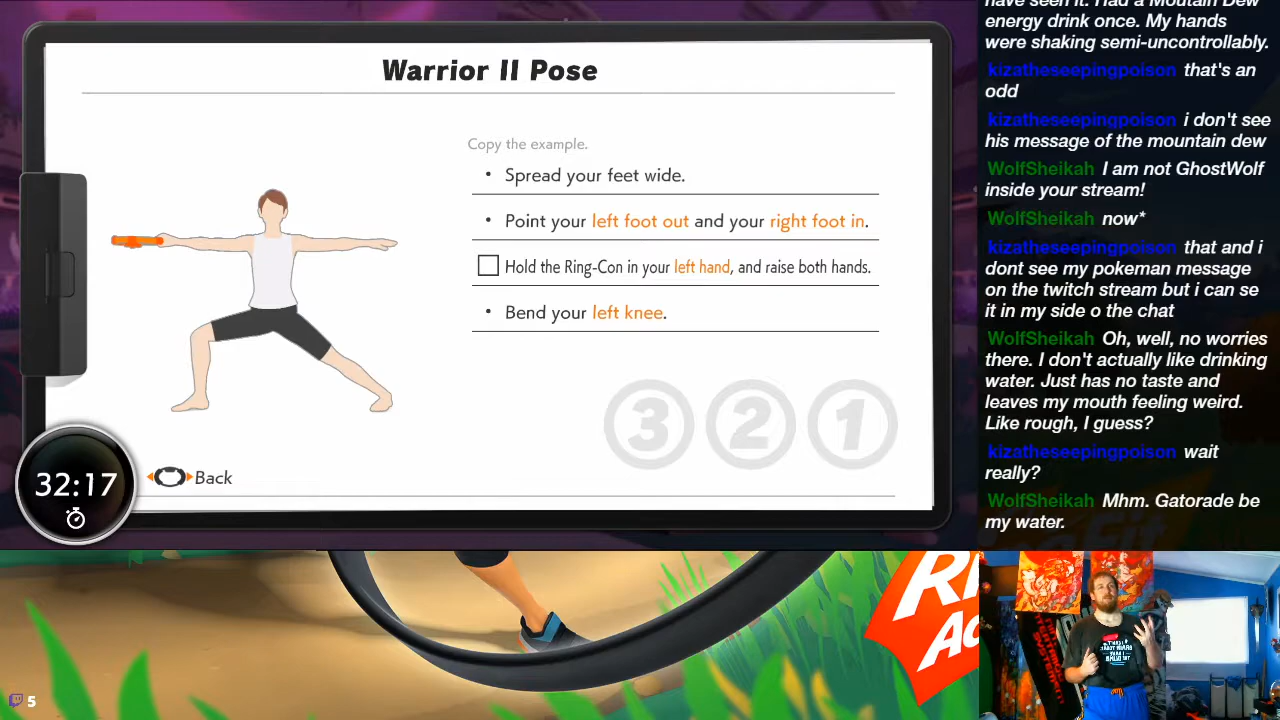 Warrior II Pose
Copy the example.
• Spread your feet wide.
• Point your left foot out and your right foot in.
Hold the Ring-Con in your left hand, and raise both hands.
• Bend your left knee.
3 2 1
Back
32:17
5
have seen it. Had a Moutain Dew
energy drink once. My hands
were shaking semi-uncontrollably.
kizatheseepingpoison that's an
odd
kizatheseepingpoison i don't see
his message of the mountain dew
WolfSheikah I am not GhostWolf
inside your stream!
WolfSheikah now*
kizatheseepingpoison that and i
dont see my pokeman message
on the twitch stream but i can se
it in my side o the chat
WolfSheikah Oh, well, no worries
there. I don't actually like drinking
water. Just has no taste and
leaves my mouth feeling weird.
Like rough, I guess?
kizatheseepingpoison wait
really?
WolfSheikah Mhm. Gatorade be
my water.